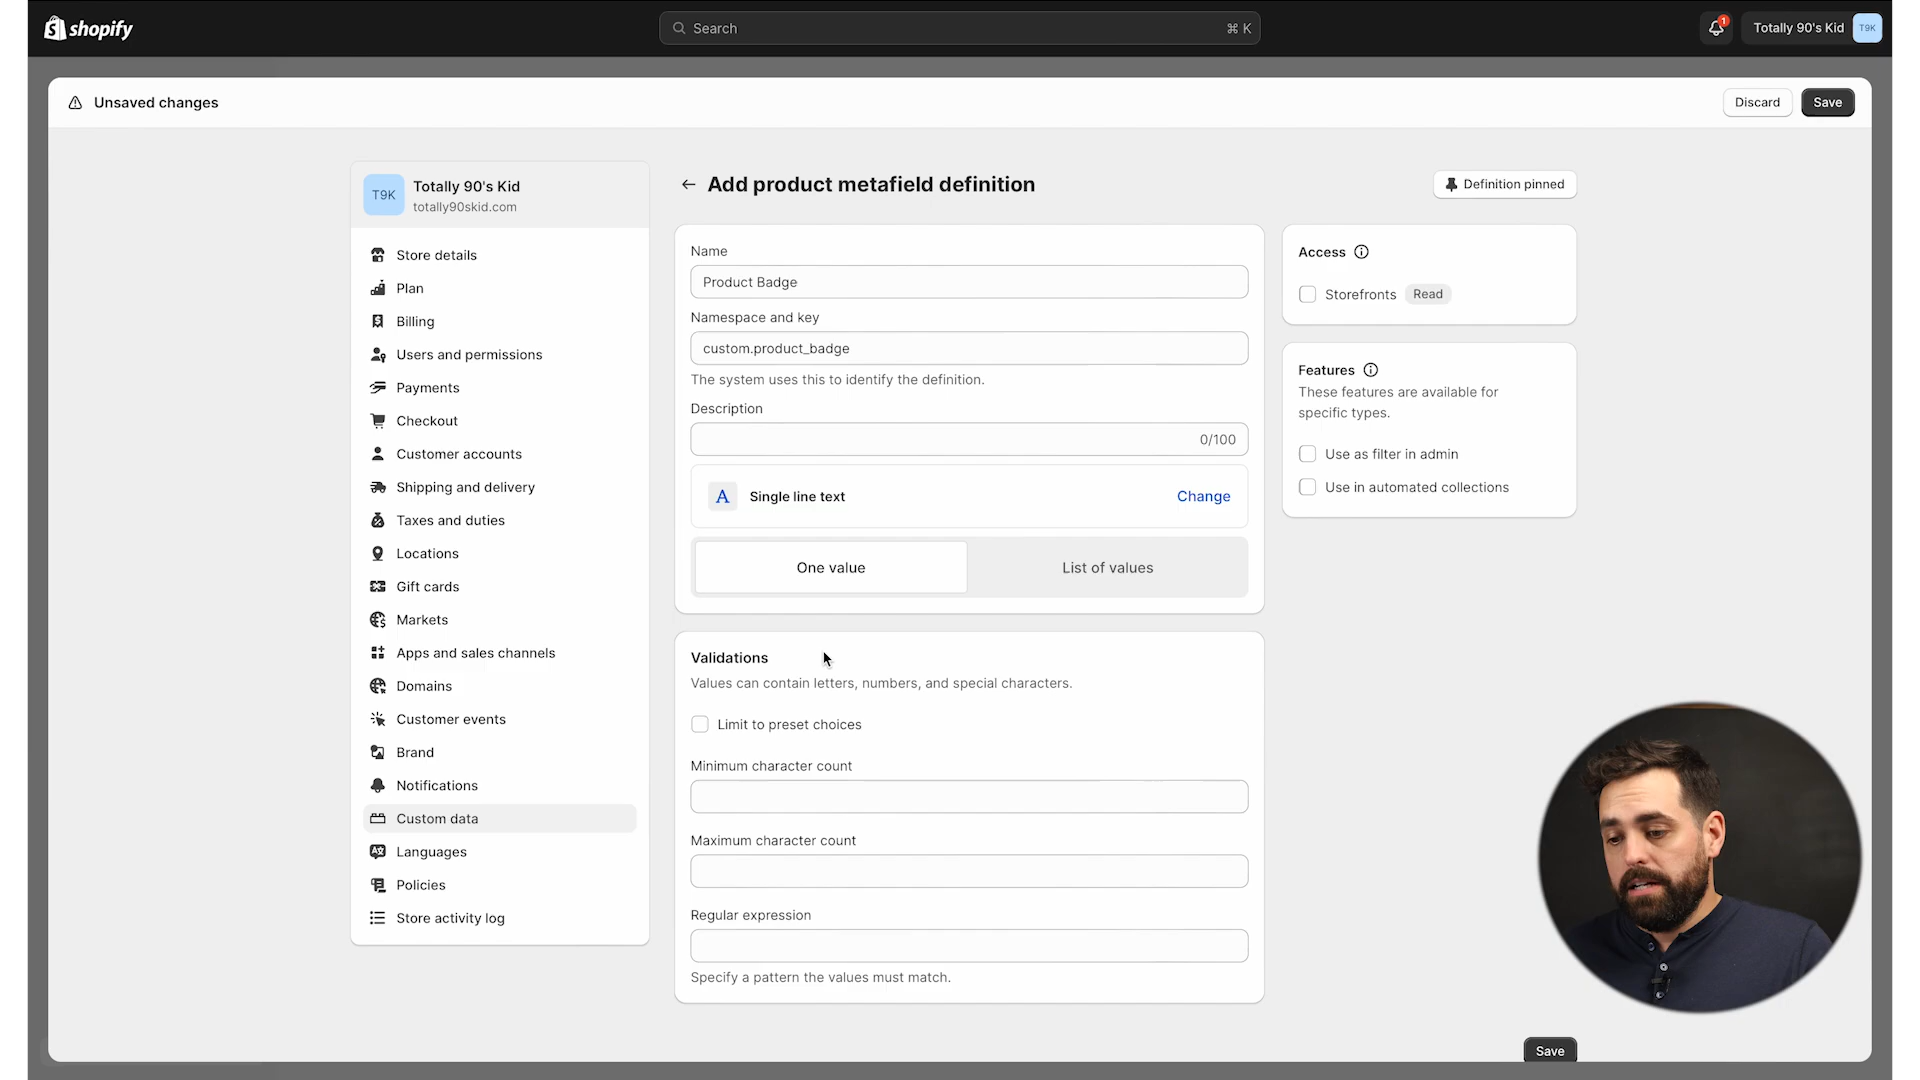 shopify
Search
⌘ K
1
Totally 90's Kid
T9K
Unsaved changes
Discard
Save
T9K
Totally 90's Kid
totally90skid.com
Store details
Plan
Billing
Users and permissions
Payments
Checkout
Customer accounts
Shipping and delivery
Taxes and duties
Locations
Gift cards
Markets
Apps and sales channels
Domains
Customer events
Brand
Notifications
Custom data
Languages
Policies
Store activity log
Add product metafield definition
Definition pinned
Name
Product Badge
Namespace and key
custom.product_badge
The system uses this to identify the definition.
Description
0/100
A
Single line text
Change
One value
List of values
Validations
Values can contain letters, numbers, and special characters.
Limit to preset choices
Minimum character count
Maximum character count
Regular expression
Specify a pattern the values must match.
Access
Storefronts
Read
Features
These features are available for
specific types.
Use as filter in admin
Use in automated collections
Save